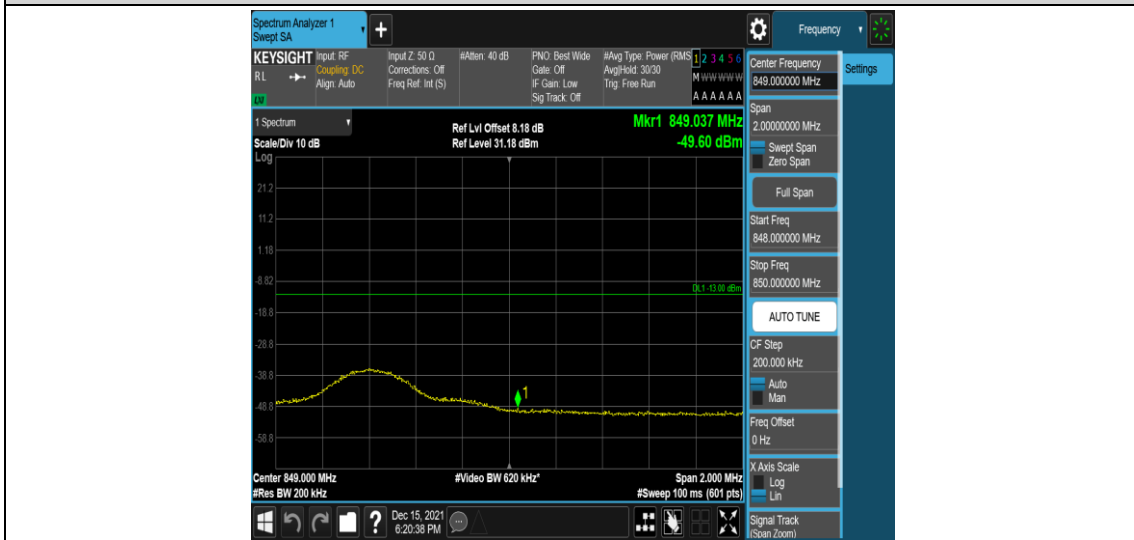 Spectrum Analyzer 1
Swept SA
+
Frequency
KEYSIGHT
RL
LXI
Input: RF
Coupling: DC
Align: Auto
Input Z: 50 Ω
Corrections: Off
Freq Ref: Int (S)
#Atten: 40 dB
PNO: Best Wide
Gate: Off
IF Gain: Low
Sig Track: Off
#Avg Type: Power (RMS
Avg|Hold: 30/30
Trig: Free Run
1 2 3 4 5 6
M W W W W W
A A A A A A
1 Spectrum
Scale/Div 10 dB
Log
Ref Lvl Offset 8.18 dB
Ref Level 31.18 dBm
Mkr1 849.037 MHz
-49.60 dBm
21.2
11.2
1.18
-8.82
-18.8
-28.8
-38.8
-48.8
-58.8
DL1 -13.00 dBm
1
Center 849.000 MHz
#Res BW 200 kHz
#Video BW 620 kHz*
Span 2.000 MHz
#Sweep 100 ms (601 pts)
Center Frequency
849.000000 MHz
Settings
Span
2.00000000 MHz
Swept Span
Zero Span
Full Span
Start Freq
848.000000 MHz
Stop Freq
850.000000 MHz
AUTO TUNE
CF Step
200.000 kHz
Auto
Man
Freq Offset
0 Hz
X Axis Scale
Log
Lin
Signal Track
(Span Zoom)
?
Dec 15, 2021
6:20:38 PM